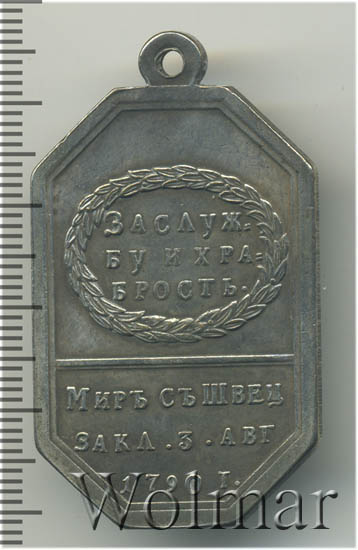 ЗАСЛУЖ=
БУ И ХРА=
БРОСТЬ.
МИРЪ СЪ ШВЕЦ
ЗАКЛ. 3. АВГ
1790 Г.
Wolmar